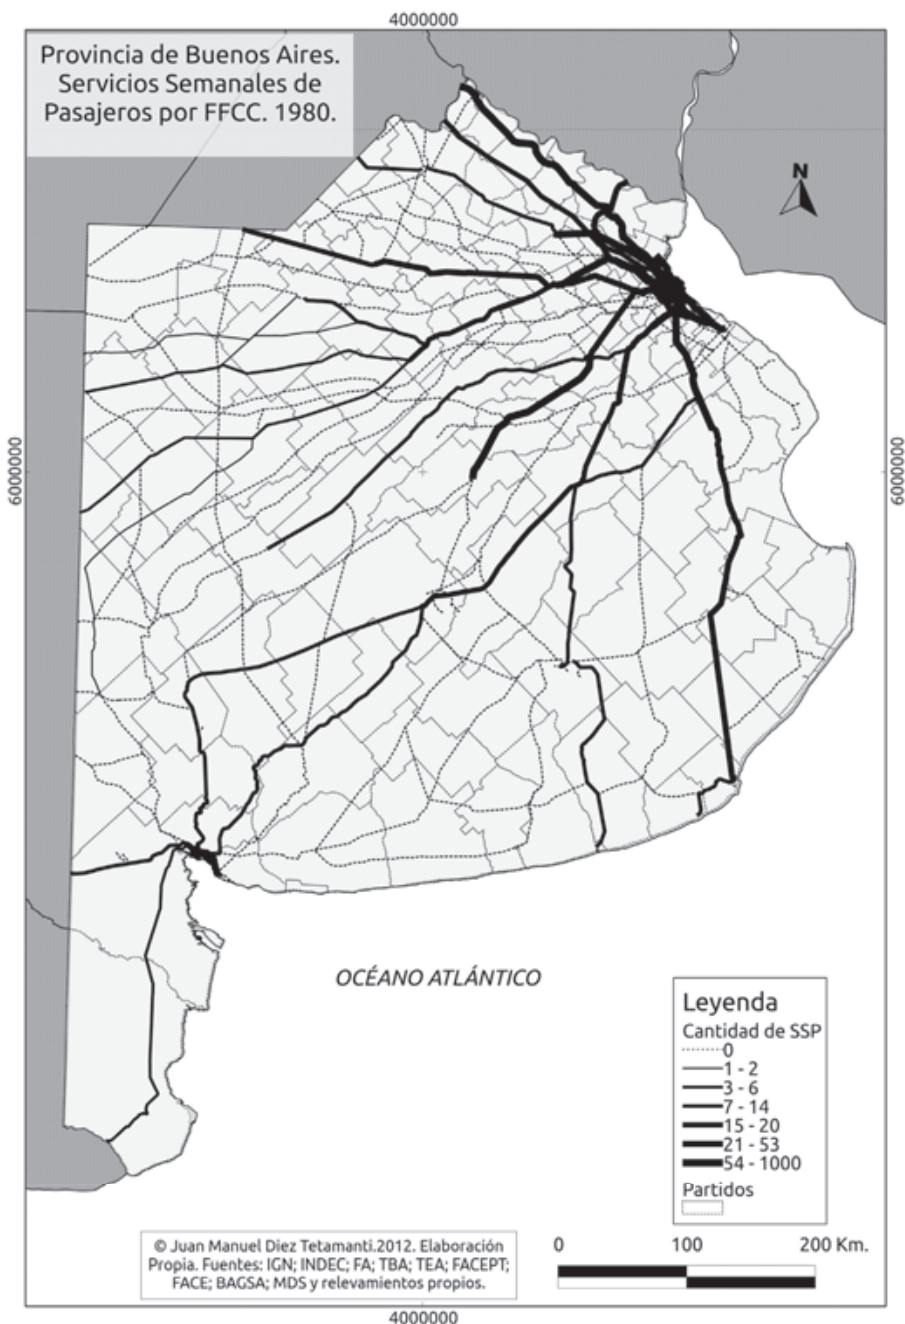 4000000
Provincia de Buenos Aires.
Servicios Semanales de
Pasajeros por FFCC. 1980.
N
6000000
6000000
OCÉANO ATLÁNTICO
Leyenda
Cantidad de SSP
0
1 - 2
3 - 6
7 - 14
15 - 20
21 - 53
54 - 1000
Partidos
© Juan Manuel Diez Tetamanti.2012. Elaboración
Propia. Fuentes: IGN; INDEC; FA; TBA; TEA; FACEPT;
FACE; BAGSA; MDS y relevamientos propios.
0 100 200 Km.
4000000